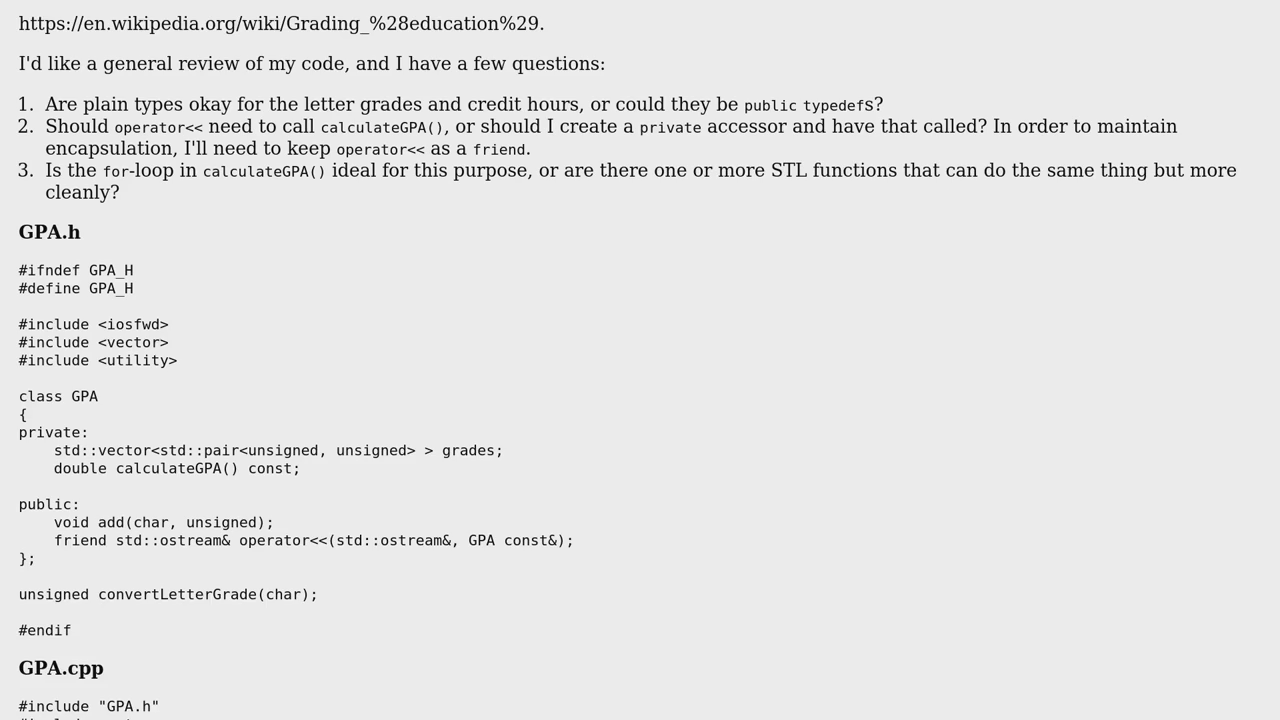 https://en.wikipedia.org/wiki/Grading_%28education%29.
I'd like a general review of my code, and I have a few questions:
1. Are plain types okay for the letter grades and credit hours, or could they be public typedefs?
2. Should operator<< need to call calculateGPA(), or should I create a private accessor and have that called? In order to maintain
encapsulation, I'll need to keep operator<< as a friend.
3. Is the for-loop in calculateGPA() ideal for this purpose, or are there one or more STL functions that can do the same thing but more
cleanly?
GPA.h
#ifndef GPA_H
#define GPA_H
#include <iosfwd>
#include <vector>
#include <utility>
class GPA
{
private:
    std::vector<std::pair<unsigned, unsigned> > grades;
    double calculateGPA() const;
public:
    void add(char, unsigned);
    friend std::ostream& operator<<(std::ostream&, GPA const&);
};
unsigned convertLetterGrade(char);
#endif
GPA.cpp
#include "GPA.h"